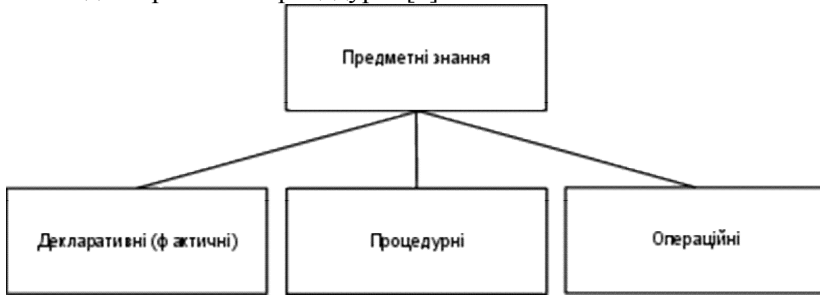 Предметні знання
Декларативні (фактичні)
Процедурні
Операційні